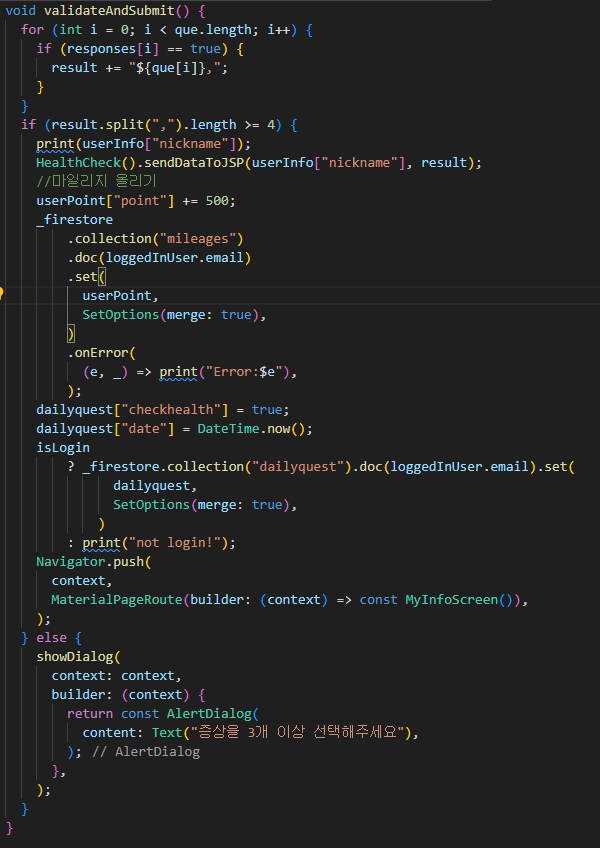 void validateAndSubmit() {
  for (int i = 0; i < que.length; i++) {
    if (responses[i] == true) {
      result += "${que[i]},";
    }
  }
  if (result.split(",").length >= 4) {
    print(userInfo["nickname"]);
    HealthCheck().sendDataToJSP(userInfo["nickname"], result);
    //마일리지 올리기
    userPoint["point"] += 500;
    _firestore
        .collection("mileages")
        .doc(loggedInUser.email)
        .set(
          userPoint,
          SetOptions(merge: true),
        )
        .onError(
          (e, _) => print("Error:$e"),
        );
    dailyquest["checkhealth"] = true;
    dailyquest["date"] = DateTime.now();
    isLogin
        ? _firestore.collection("dailyquest").doc(loggedInUser.email).set(
              dailyquest,
              SetOptions(merge: true),
            )
        : print("not login!");
    Navigator.push(
      context,
      MaterialPageRoute(builder: (context) => const MyInfoScreen()),
    );
  } else {
    showDialog(
      context: context,
      builder: (context) {
        return const AlertDialog(
          content: Text("증상을 3개 이상 선택해주세요"),
        ); // AlertDialog
      },
    );
  }
}